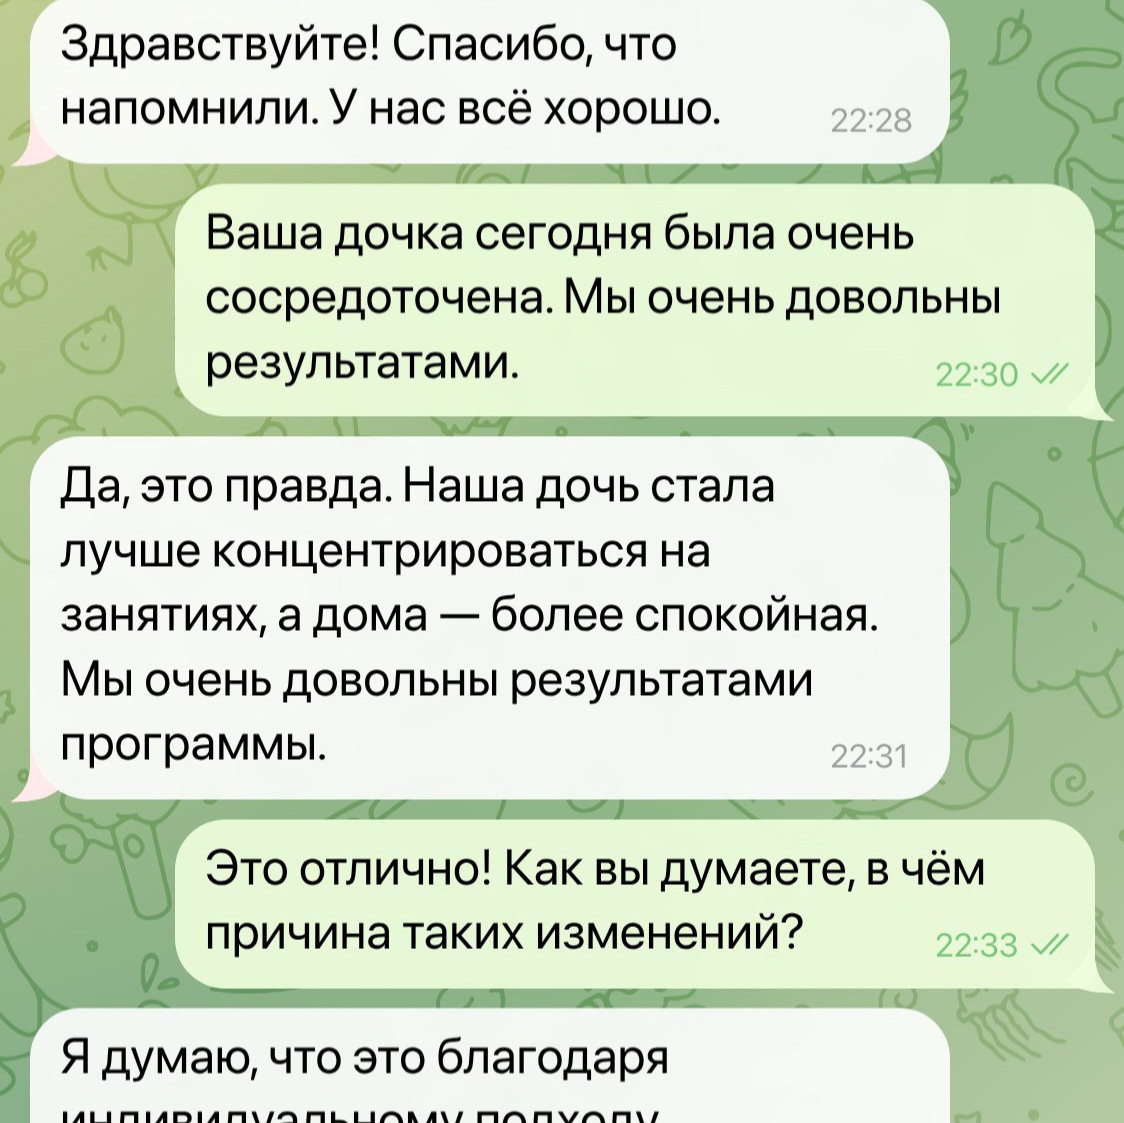 Здравствуйте! Спасибо, что
напомнили. У нас всё хорошо.
22:28
Ваша дочка сегодня была очень
сосредоточена. Мы очень довольны
результатами.
22:30
Да, это правда. Наша дочь стала
лучше концентрироваться на
занятиях, а дома — более спокойная.
Мы очень довольны результатами
программы.
22:31
Это отлично! Как вы думаете, в чём
причина таких изменений?
22:33
Я думаю, что это благодаря
индивидуальному подходу